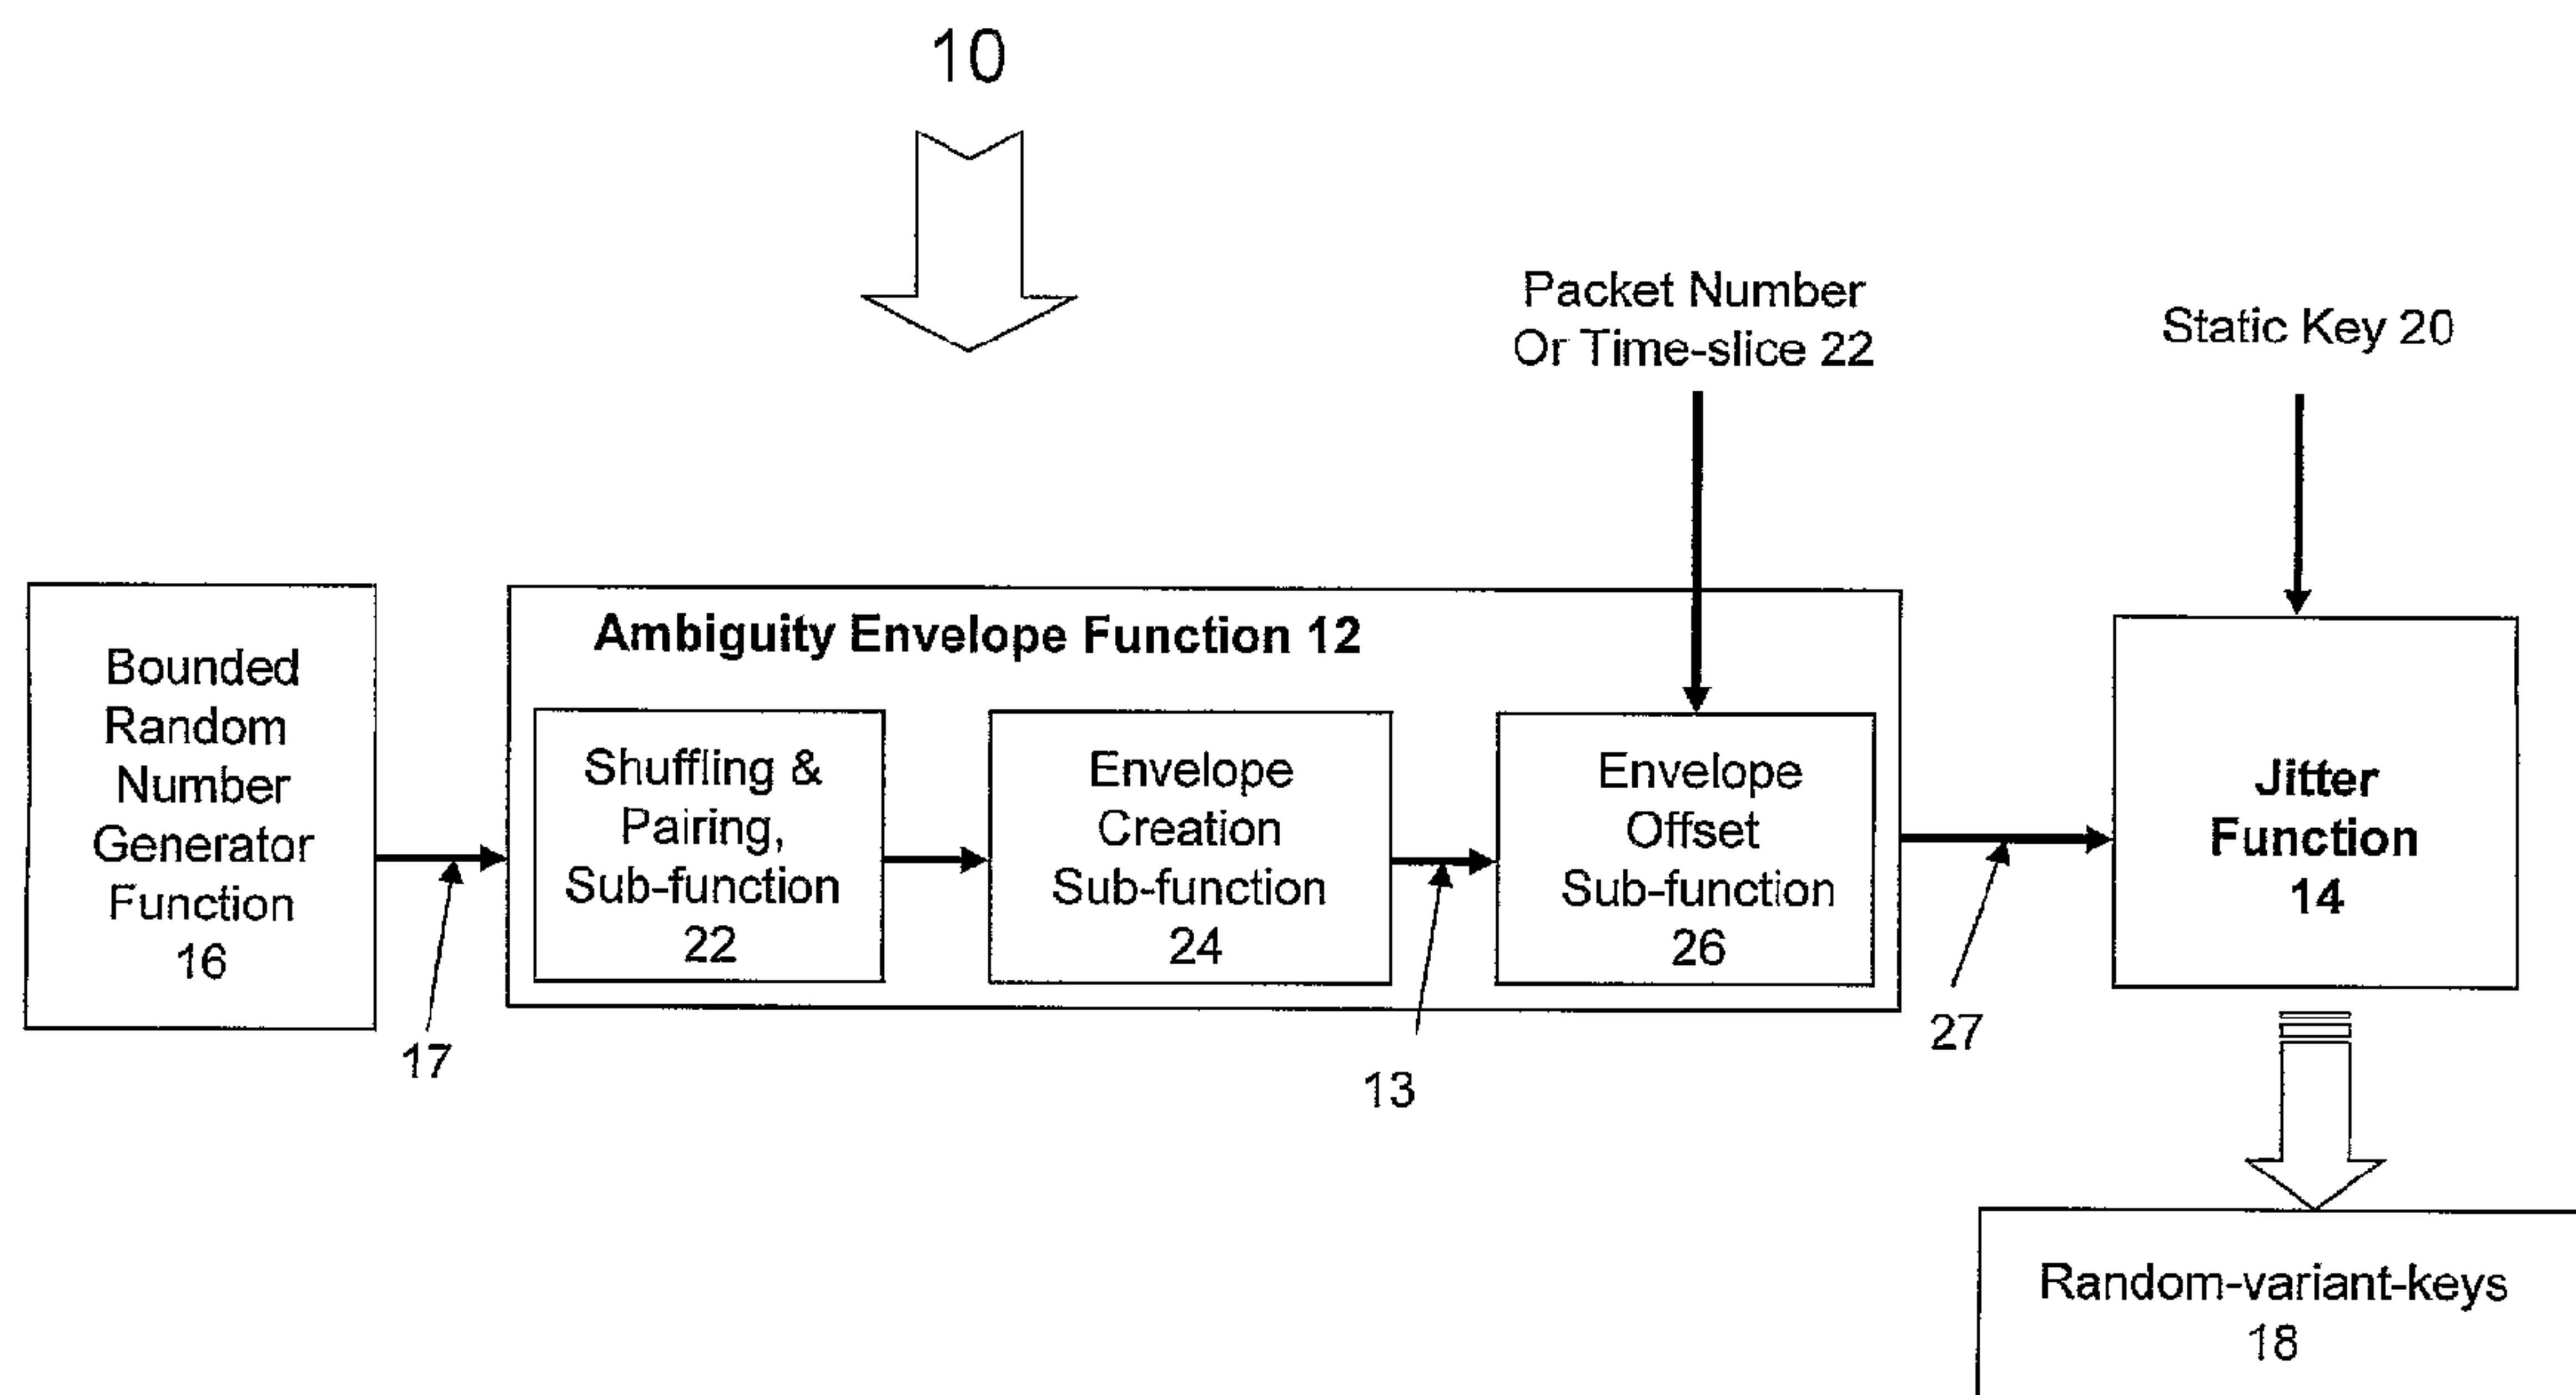 10
Packet Number
Or Time-slice 22
Static Key 20
Bounded
Random
Number
Generator
Function
16
17
Ambiguity Envelope Function 12
Shuffling &
Pairing,
Sub-function
22
Envelope
Creation
Sub-function
24
13
Envelope
Offset
Sub-function
26
27
Jitter
Function
14
Random-variant-keys
18